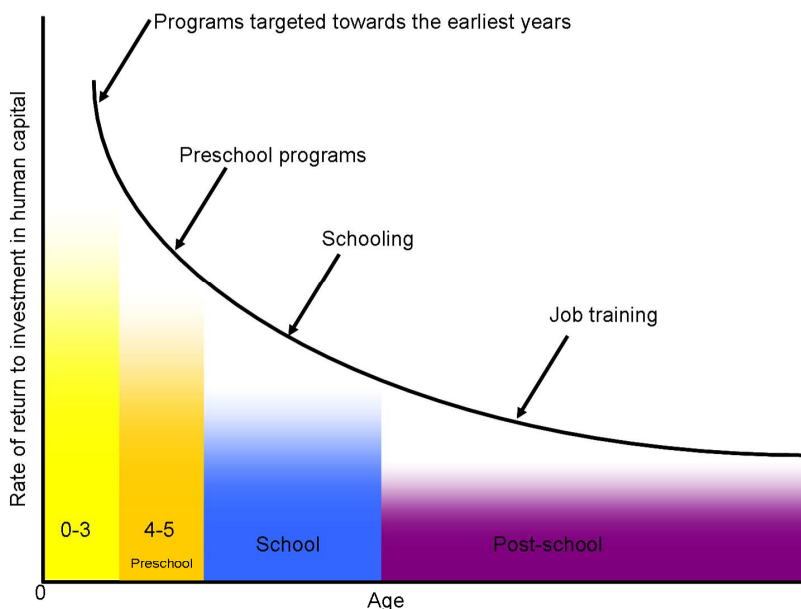 Programs targeted towards the earliest years
Preschool programs
Schooling
Job training
Rate of return to investment in human capital
0-3
4-5
Preschool
School
Post-school
0
Age